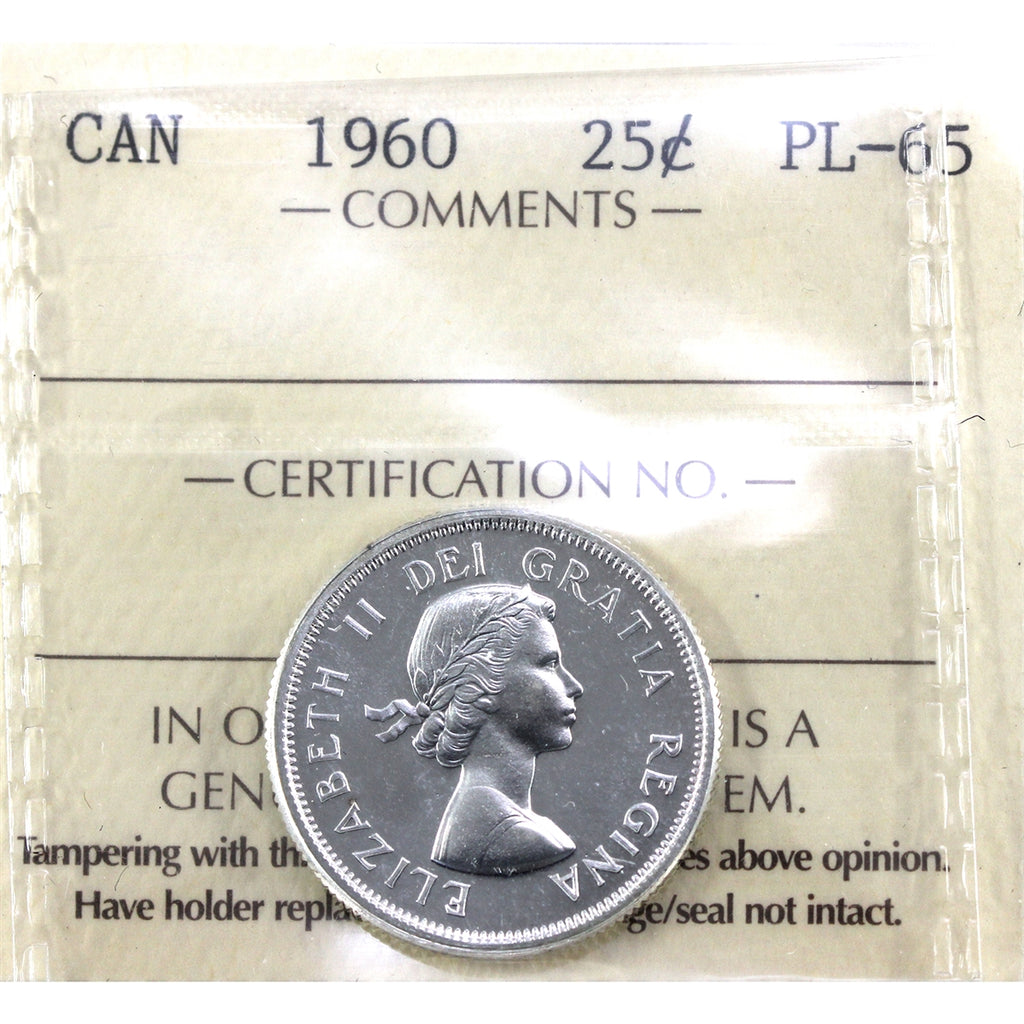 CAN 1960 25¢ PL-65
— COMMENTS —
— CERTIFICATION NO. —
ELIZABETH II DEI GRATIA REGINA
IN O IS A
GEN EM.
Tampering with th es above opinion.
Have holder repla ge/seal not intact.